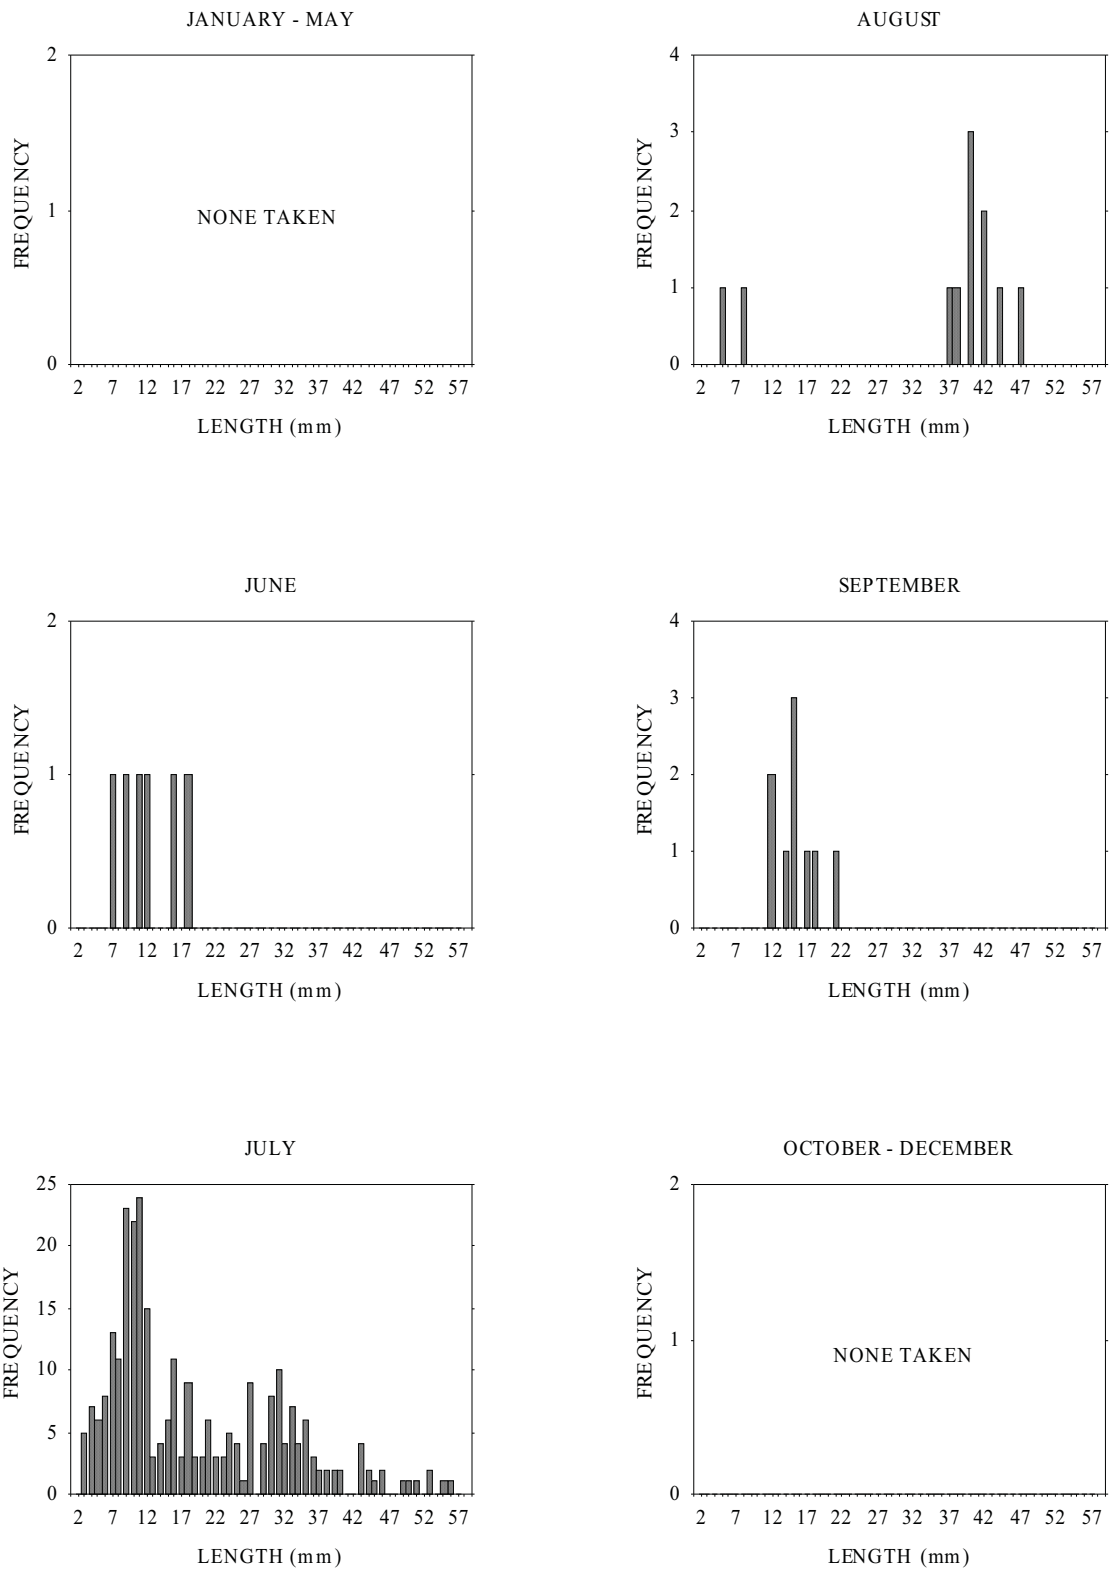 JANUARY - MAY
2
1
0
FREQUENCY
NONE TAKEN
2 7 12 17 22 27 32 37 42 47 52 57
LENGTH (mm)
AUGUST
4
3
2
1
0
FREQUENCY
2 7 12 17 22 27 32 37 42 47 52 57
LENGTH (mm)
JUNE
2
1
0
FREQUENCY
2 7 12 17 22 27 32 37 42 47 52 57
LENGTH (mm)
SEPTEMBER
4
3
2
1
0
FREQUENCY
2 7 12 17 22 27 32 37 42 47 52 57
LENGTH (mm)
JULY
25
20
15
10
5
0
FREQUENCY
2 7 12 17 22 27 32 37 42 47 52 57
LENGTH (mm)
OCTOBER - DECEMBER
2
1
0
FREQUENCY
NONE TAKEN
2 7 12 17 22 27 32 37 42 47 52 57
LENGTH (mm)